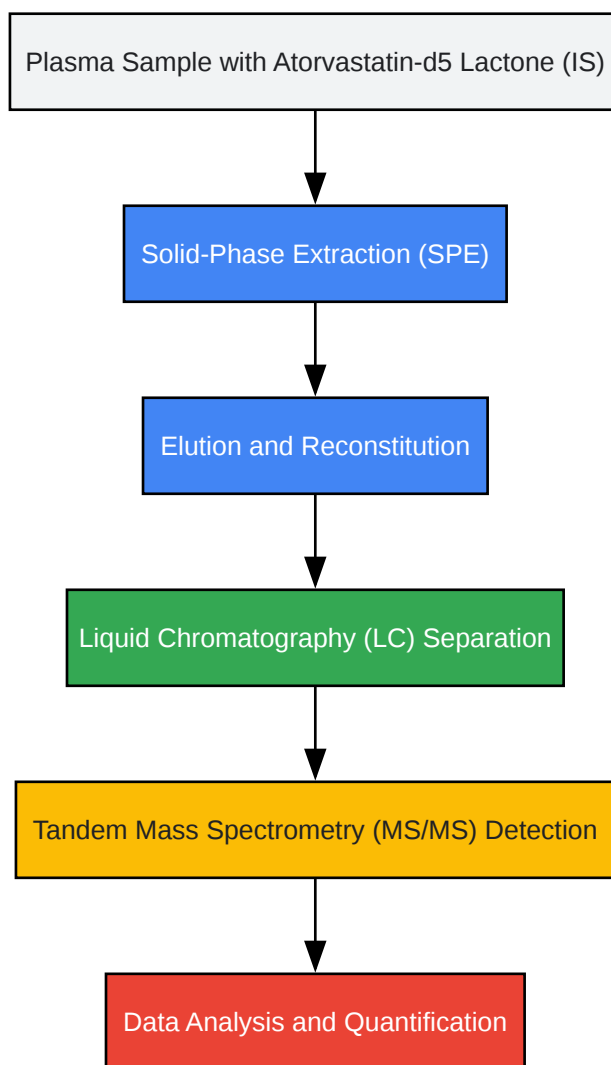 Plasma Sample with Atorvastatin-d5 Lactone (IS)
Solid-Phase Extraction (SPE)
Elution and Reconstitution
Liquid Chromatography (LC) Separation
Tandem Mass Spectrometry (MS/MS) Detection
Data Analysis and Quantification